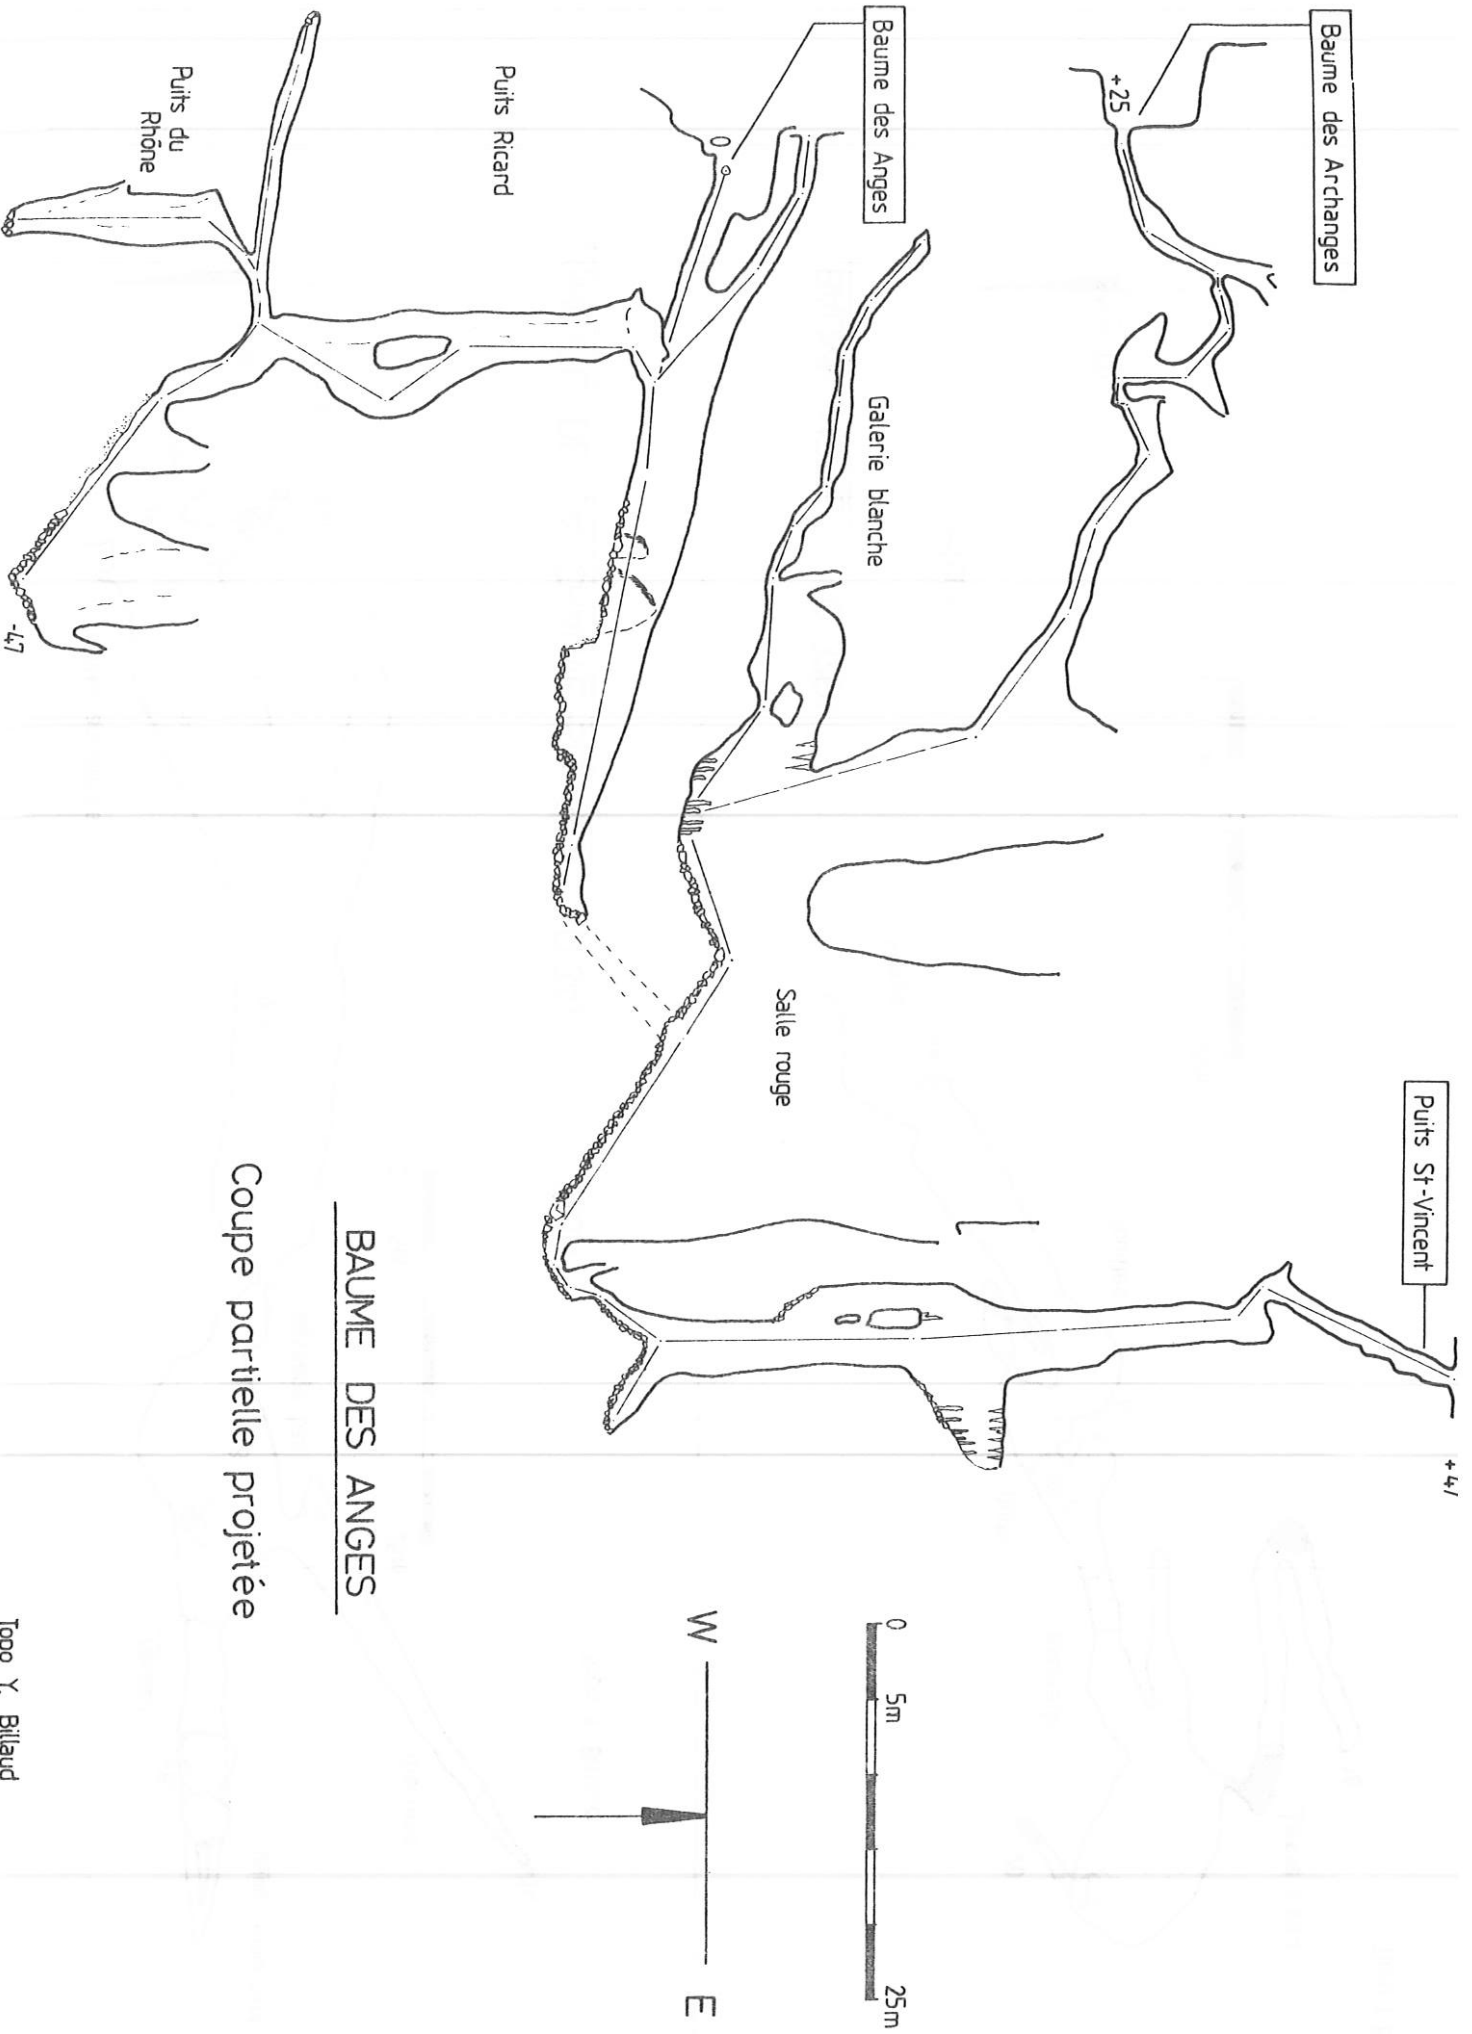 Puits St-Vincent
Baume des Archanges
+25
Baume des Anges
0
Galerie blanche
Salle rouge
Puits Ricard
Puits du
Rhône
-47
0 5m 25m
W E
BAUME DES ANGES
Coupe partielle projetée
Topo Y. Billaud